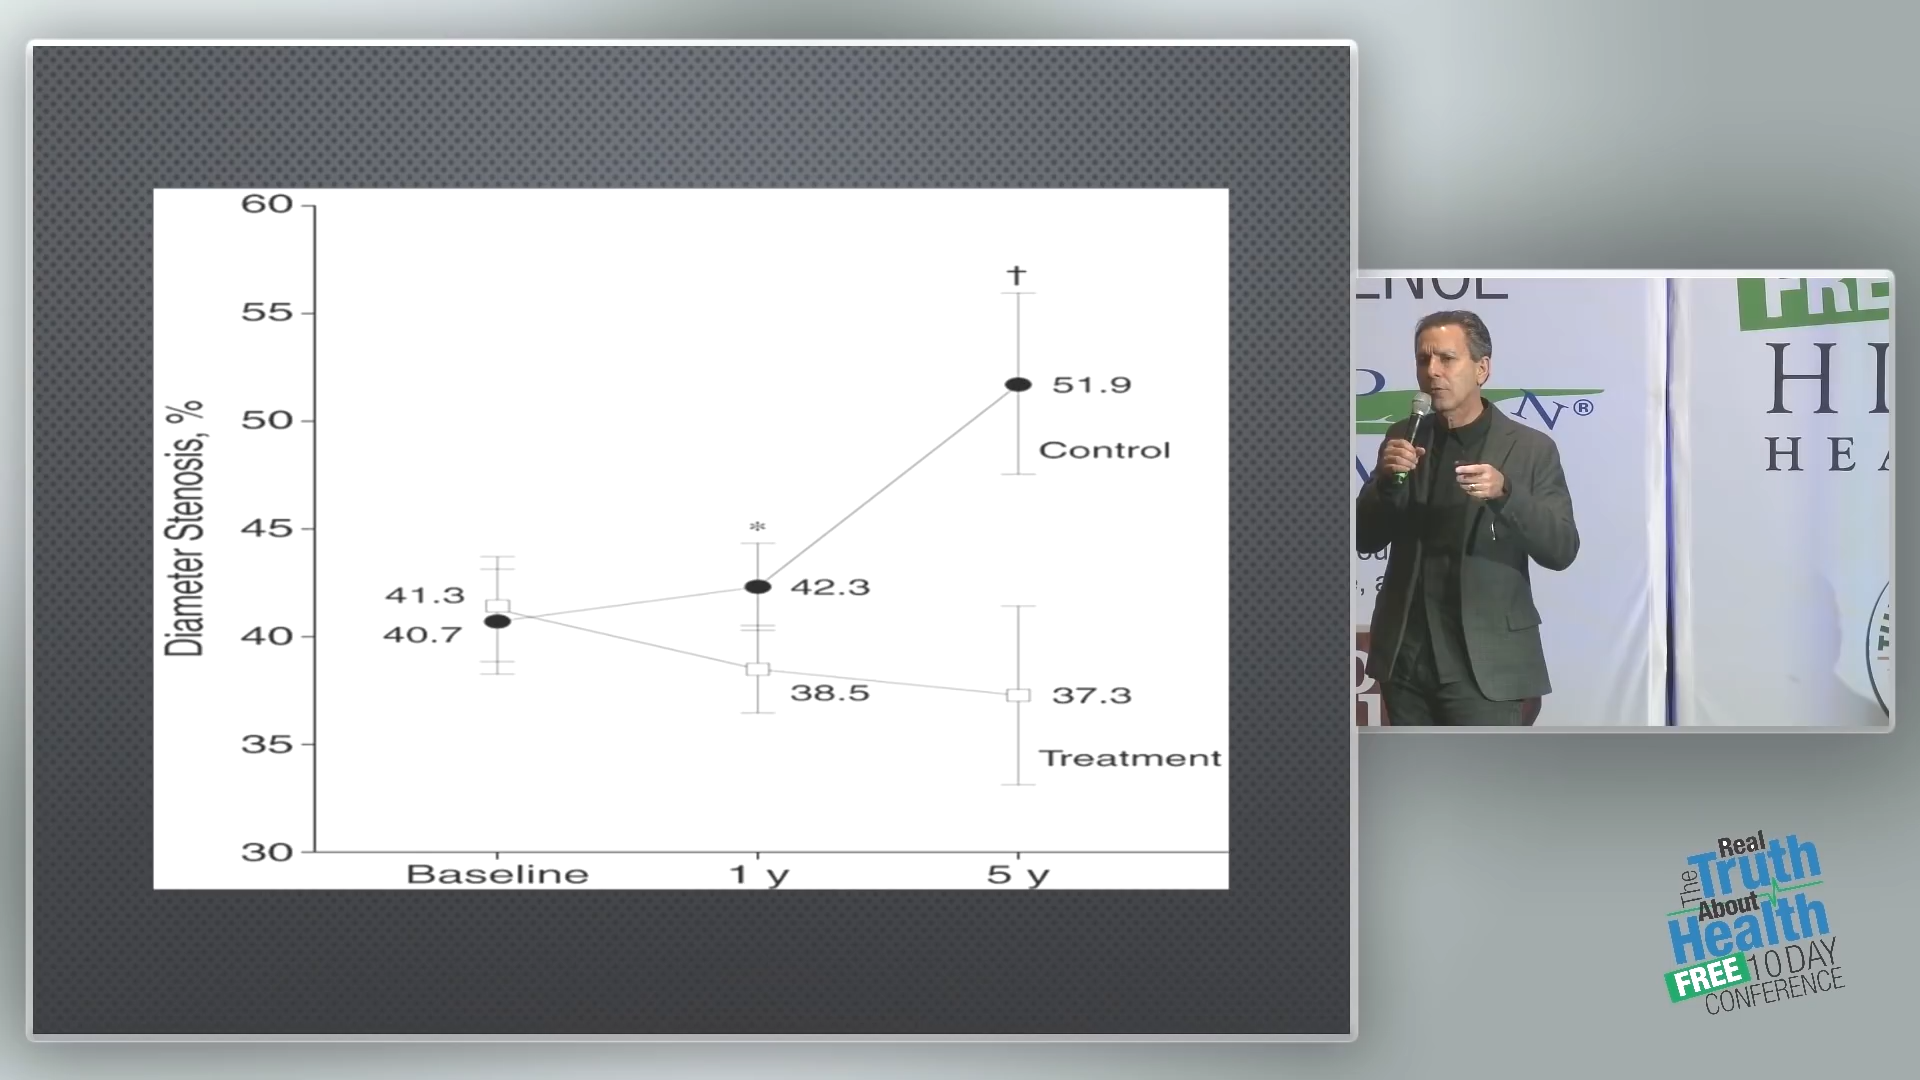 60
55
50
45
40
35
30
Diameter Stenosis, %
†
51.9
Control
*
41.3
42.3
40.7
38.5
37.3
Treatment
Baseline 1 y 5 y
N®
HE
The Real
Truth
About
Health
FREE 10 DAY
CONFERENCE